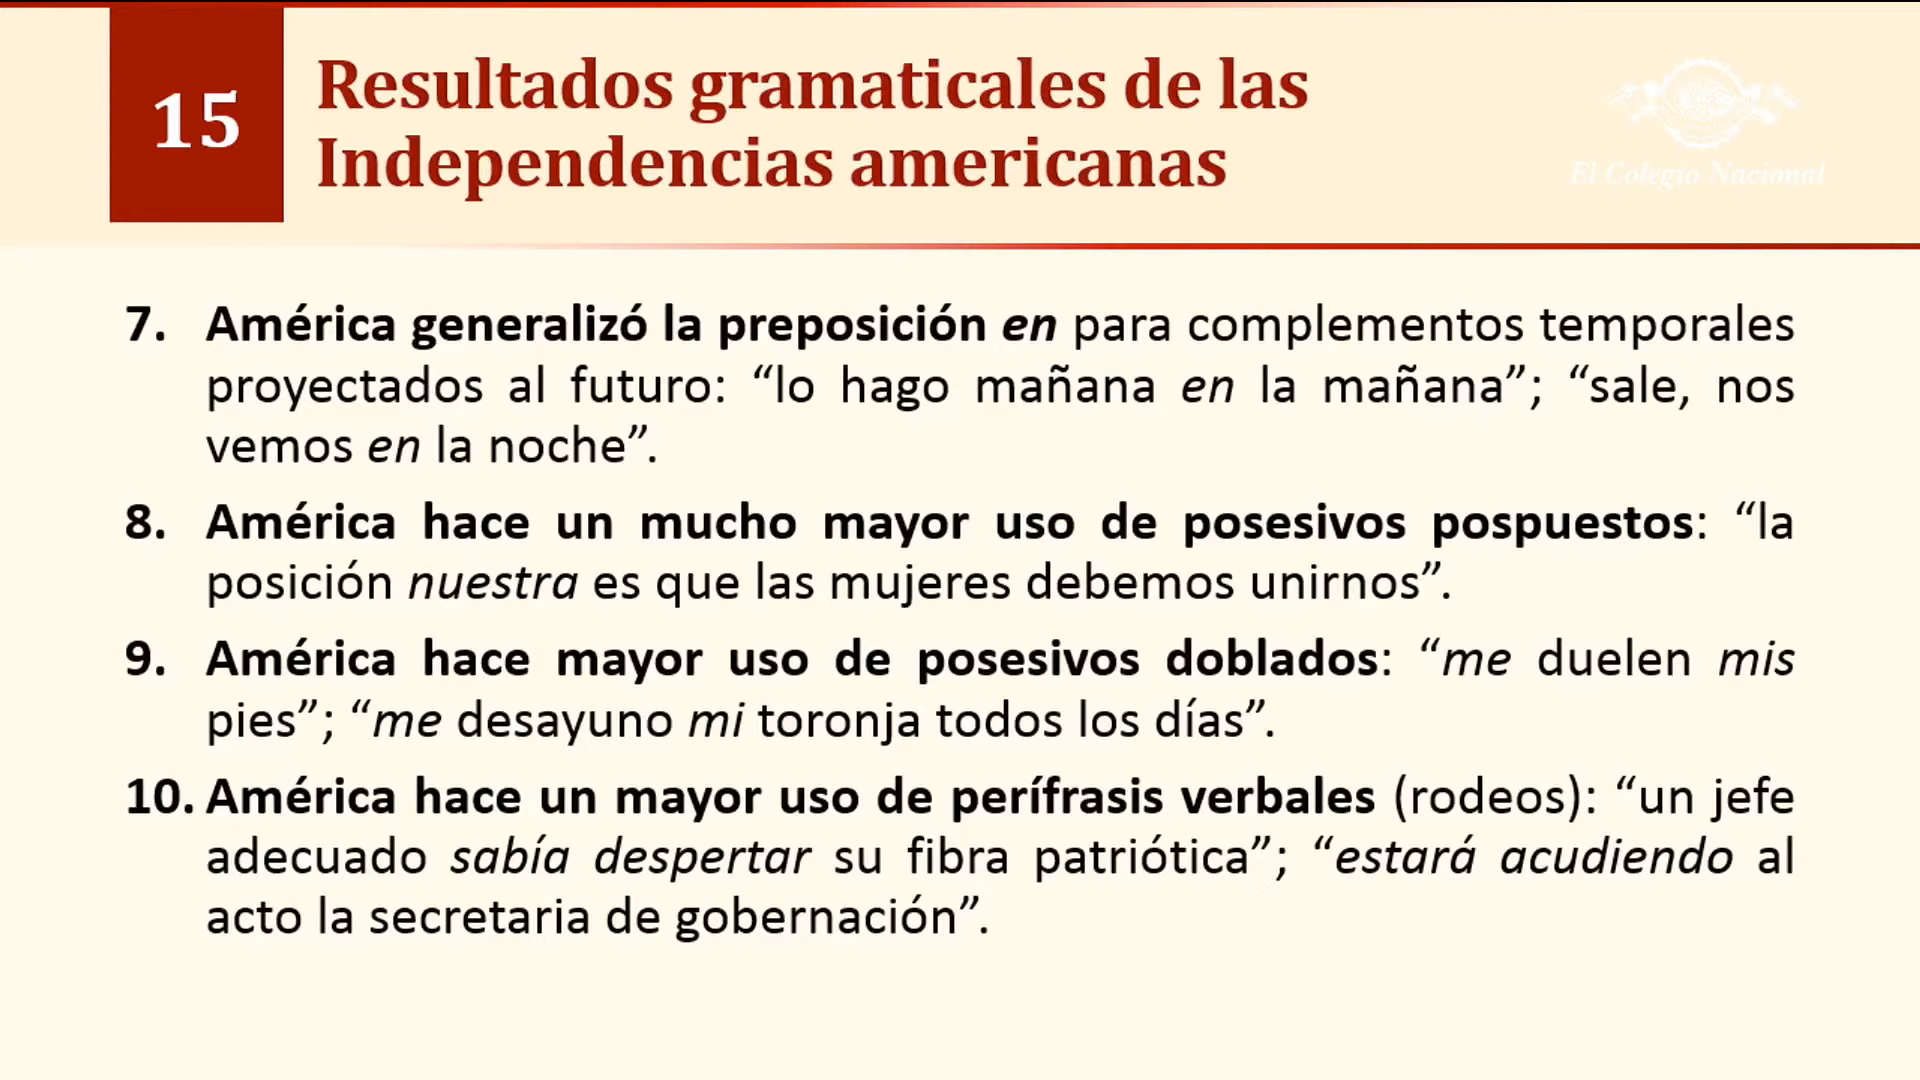 15
Resultados gramaticales de las
Independencias americanas
El Colegio Nacional
7. América generalizó la preposición en para complementos temporales
proyectados al futuro: “lo hago mañana en la mañana”; “sale, nos
vemos en la noche”.
8. América hace un mucho mayor uso de posesivos pospuestos: “la
posición nuestra es que las mujeres debemos unirnos”.
9. América hace mayor uso de posesivos doblados: “me duelen mis
pies”; “me desayuno mi toronja todos los días”.
10. América hace un mayor uso de perífrasis verbales (rodeos): “un jefe
adecuado sabía despertar su fibra patriótica”; “estará acudiendo al
acto la secretaria de gobernación”.